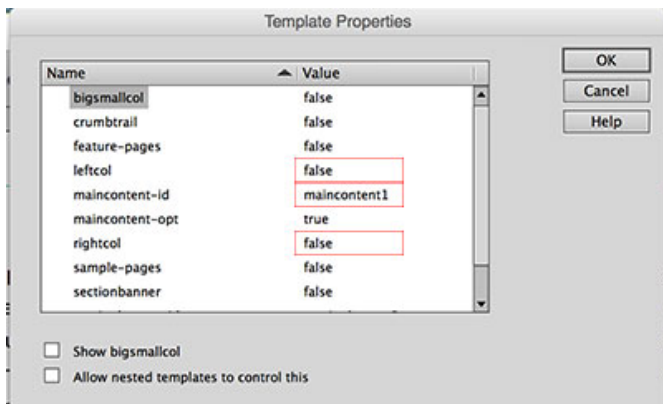 Template Properties
Name Value
bigsmallcol false
crumbtrail false
feature-pages false
leftcol false
maincontent-id maincontent1
maincontent-opt true
rightcol false
sample-pages false
sectionbanner false
OK
Cancel
Help
Show bigsmallcol
Allow nested templates to control this